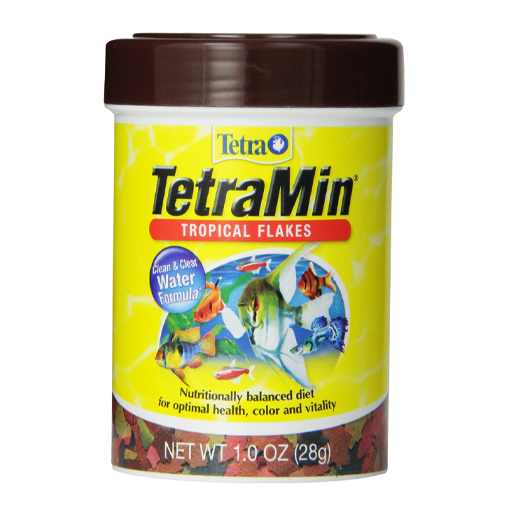 Tetra
TetraMin®
TROPICAL FLAKES
Clean & Clear
Water
Formula*
Nutritionally balanced diet
for optimal health, color and vitality
NET WT 1.0 OZ (28g)